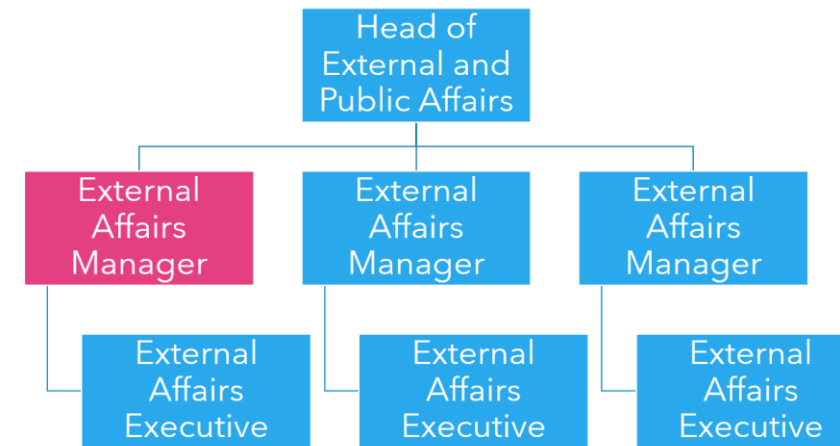 Head of
External and
Public Affairs
External
Affairs
Manager
External
Affairs
Manager
External
Affairs
Manager
External
Affairs
Executive
External
Affairs
Executive
External
Affairs
Executive